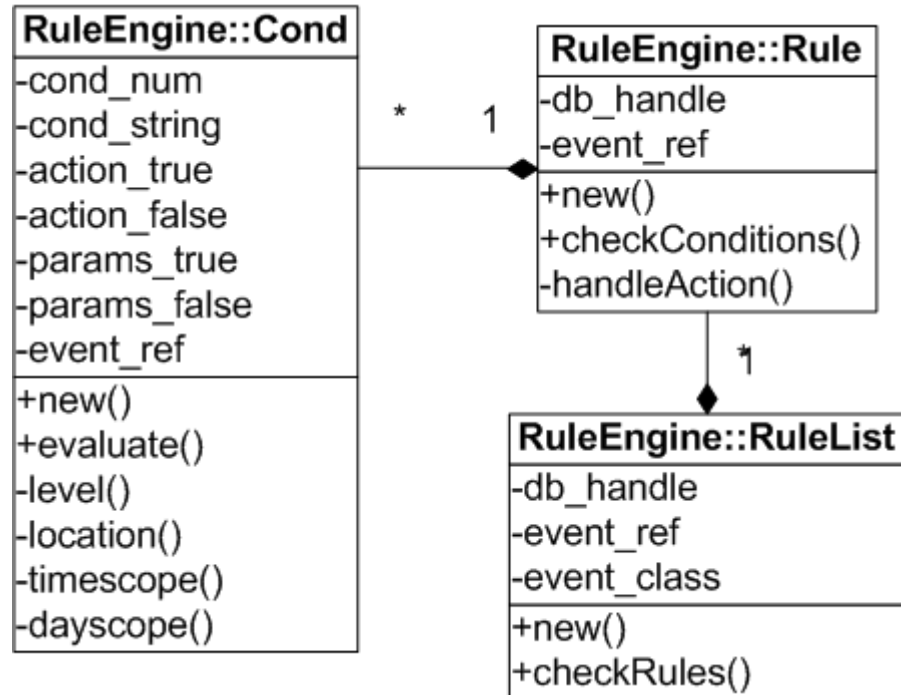 RuleEngine::Cond
-cond_num
-cond_string
-action_true
-action_false
-params_true
-params_false
-event_ref
+new()
+evaluate()
-level()
-location()
-timescope()
-dayscope()
* 1
RuleEngine::Rule
-db_handle
-event_ref
+new()
+checkConditions()
-handleAction()
*
1
RuleEngine::RuleList
-db_handle
-event_ref
-event_class
+new()
+checkRules()